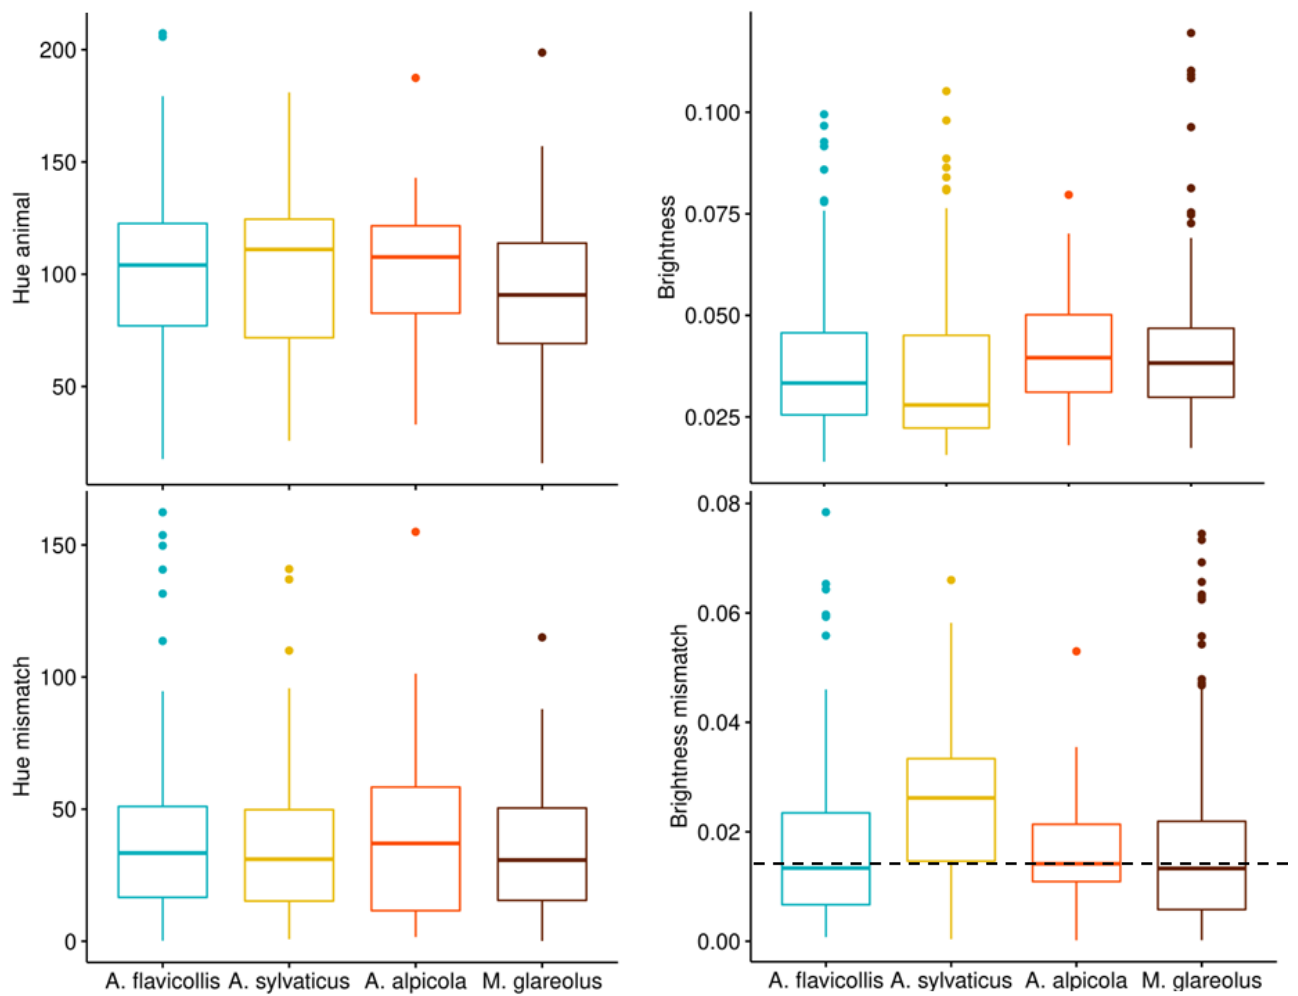 Hue animal
200
150
100
50
Brightness
0.100
0.075
0.050
0.025
Hue mismatch
150
100
50
0
A. flavicollis A. sylvaticus A. alpicola M. glareolus
Brightness mismatch
0.08
0.06
0.04
0.02
0.00
A. flavicollis A. sylvaticus A. alpicola M. glareolus